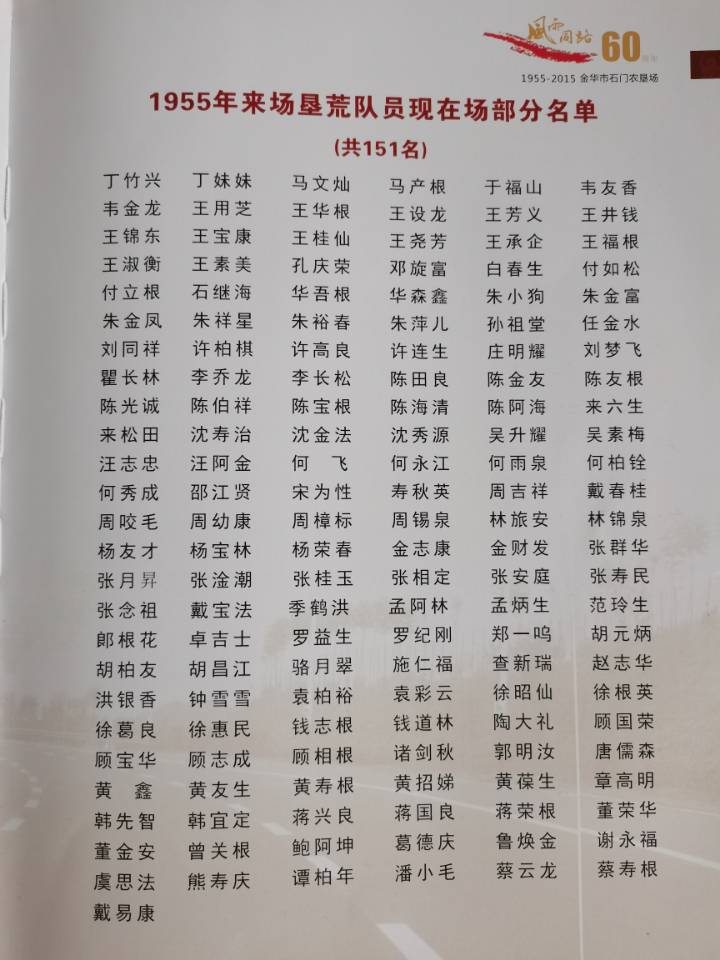 風雨同路 60周年
1955-2015 金华市石门农垦场
1955年来场垦荒队员现在场部分名单
(共151名)
丁竹兴 丁妹妹 马文灿 马产根 于福山 韦友香
韦金龙 王用芝 王华根 王设龙 王芳义 王井钱
王锦东 王宝康 王桂仙 王尧芳 王承企 王福根
王淑衡 王素美 孔庆荣 邓旋富 白春生 付如松
付立根 石继海 华吾根 华森鑫 朱小狗 朱金富
朱金凤 朱祥星 朱裕春 朱萍儿 孙祖堂 任金水
刘同祥 许柏棋 许高良 许连生 庄明耀 刘梦飞
瞿长林 李乔龙 李长松 陈田良 陈金友 陈友根
陈光诚 陈伯祥 陈宝根 陈海清 陈阿海 来六生
来松田 沈寿治 沈金法 沈秀源 吴升耀 吴素梅
汪志忠 汪阿金 何飞 何永江 何雨泉 何柏铨
何秀成 邵江贤 宋为性 寿秋英 周吉祥 戴春桂
周咬毛 周幼康 周樟标 周锡泉 林旅安 林锦泉
杨友才 杨宝林 杨荣春 金志康 金财发 张群华
张月昇 张淦潮 张桂玉 张相定 张安庭 张寿民
张念祖 戴宝法 季鹤洪 孟阿林 孟炳生 范玲生
郎根花 卓吉士 罗益生 罗纪刚 郑一鸣 胡元炳
胡柏友 胡昌江 骆月翠 施仁福 查新瑞 赵志华
洪银香 钟雪雪 袁柏裕 袁彩云 徐昭仙 徐根英
徐葛良 徐惠民 钱志根 钱道林 陶大礼 顾国荣
顾宝华 顾志成 顾相根 诸剑秋 郭明汝 唐儒森
黄鑫 黄友生 黄寿根 黄招娣 黄葆生 章高明
韩先智 韩宜定 蒋兴良 蒋国良 蒋荣根 董荣华
董金安 曾关根 鲍阿坤 葛德庆 鲁焕金 谢永福
虞思法 熊寿庆 谭柏年 潘小毛 蔡云龙 蔡寿根
戴易康